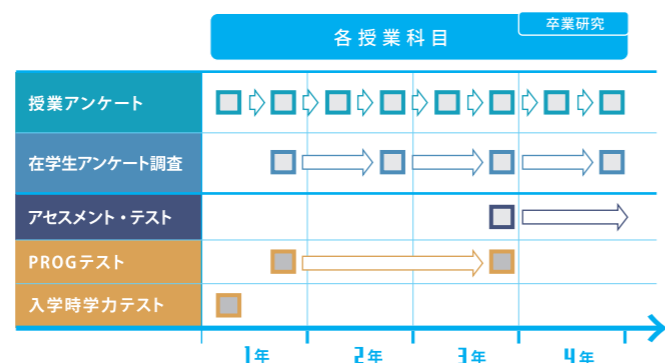 各授業科目
卒業研究
授業アンケート
在学生アンケート調査
アセスメント・テスト
PROGテスト
入学時学力テスト
1年 2年 3年 4年